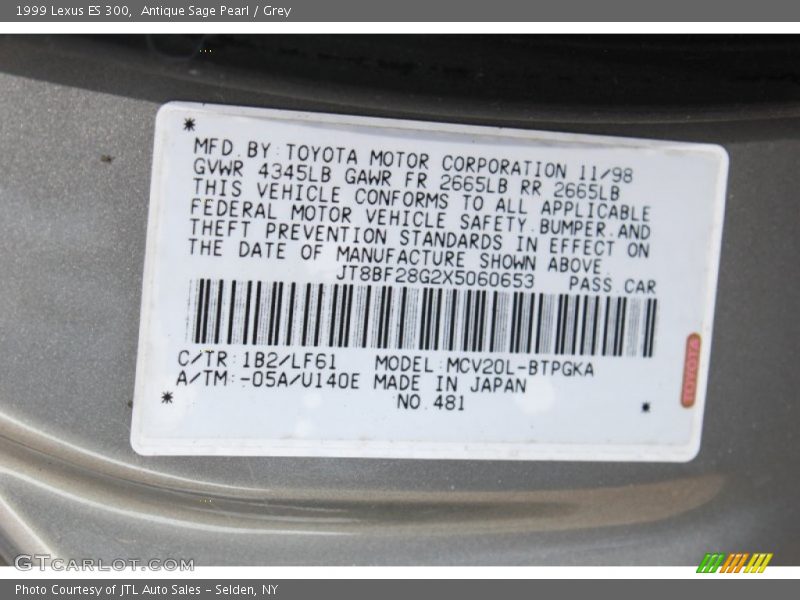 1999 Lexus ES 300, Antique Sage Pearl / Grey
MFD. BY: TOYOTA MOTOR CORPORATION 11/98
GVWR 4345LB GAWR FR 2665LB RR 2665LB
THIS VEHICLE CONFORMS TO ALL APPLICABLE
FEDERAL MOTOR VEHICLE SAFETY, BUMPER, AND
THEFT PREVENTION STANDARDS IN EFFECT ON
THE DATE OF MANUFACTURE SHOWN ABOVE.
JT8BF28G2X5060653 PASS. CAR
C/TR: 1B2/LF61 MODEL: MCV20L-BTPGKA
A/TM: -05A/U140E MADE IN JAPAN
NO. 481
TOYOTA
GTCARLOT.COM
Photo Courtesy of JTL Auto Sales - Selden, NY